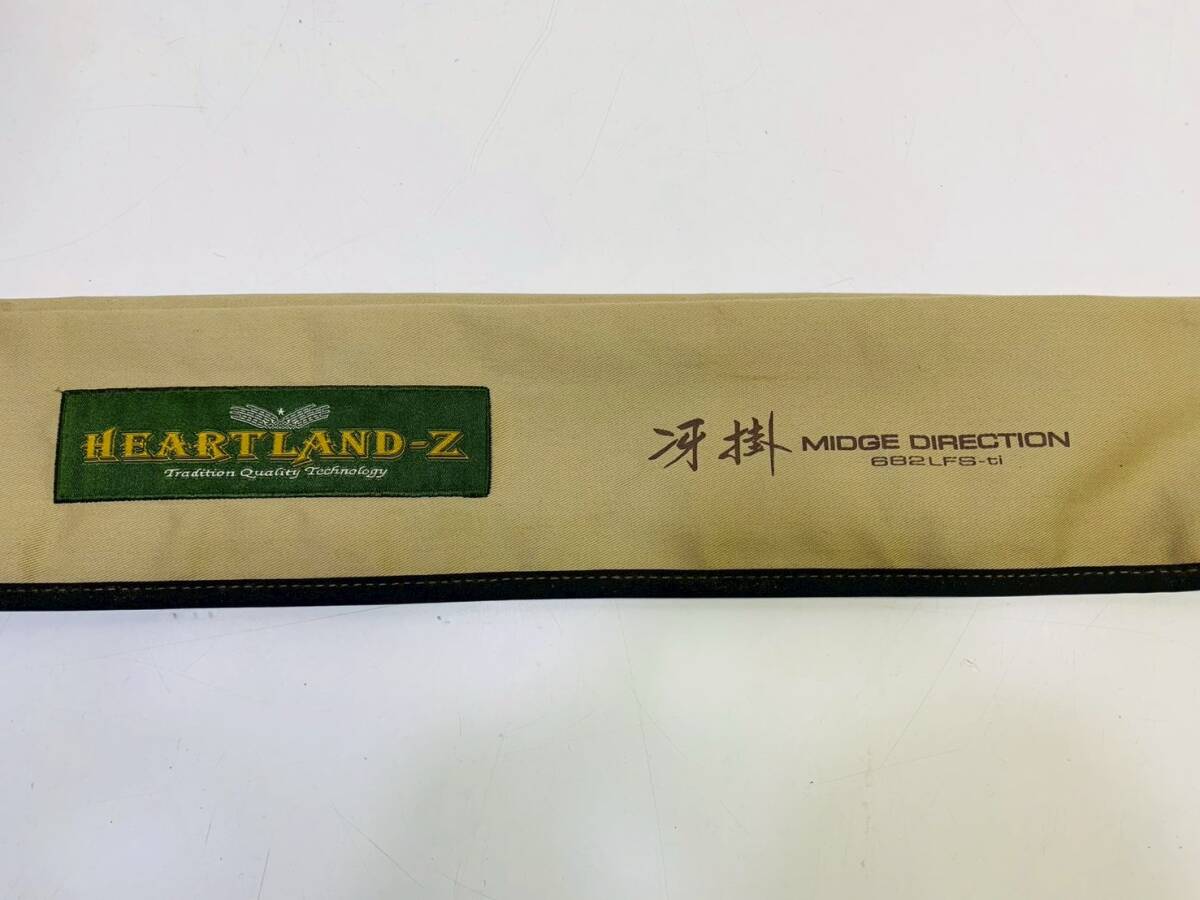 HEARTLAND-Z
Tradition Quality Technology
冴掛 MIDGE DIRECTION
682LFS-ti